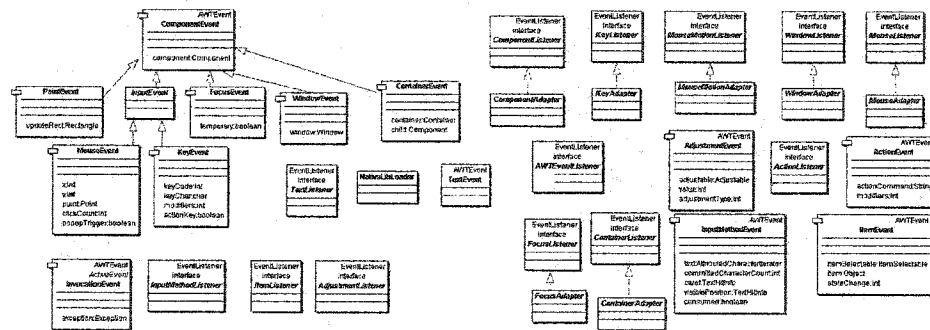 AWTEvent
ComponentEvent
component:Component
PaintEvent
updateRect:Rectangle
InputEvent
FocusEvent
temporary:boolean
WindowEvent
window:Window
ContainerEvent
container:Container
child:Component
MouseEvent
x:int
y:int
point:Point
clickCount:int
popupTrigger:boolean
KeyEvent
keyCode:int
keyChar:char
modifiers:int
actionKey:boolean
EventListener
interface
TextListener
NativeLibLoader
AWTEvent
TextEvent
AWTEvent
ActiveEvent
InvocationEvent
exception:Exception
EventListener
interface
InputMethodListener
EventListener
interface
ItemListener
EventListener
interface
AdjustmentListener
EventListener
interface
ComponentListener
ComponentAdapter
EventListener
interface
KeyListener
KeyAdapter
EventListener
interface
MouseMotionListener
MouseMotionAdapter
EventListener
interface
WindowListener
WindowAdapter
EventListener
interface
MouseListener
MouseAdapter
EventListener
interface
AWTEventListener
AWTEvent
AdjustmentEvent
adjustable:Adjustable
value:int
adjustmentType:int
EventListener
interface
ActionListener
AWTEvent
ActionEvent
actionCommand:String
modifiers:int
EventListener
interface
FocusListener
FocusAdapter
EventListener
interface
ContainerListener
ContainerAdapter
AWTEvent
InputMethodEvent
text:AttributedCharacterIterator
committedCharacterCount:int
caret:TextHitInfo
visiblePosition:TextHitInfo
consumed:boolean
AWTEvent
ItemEvent
itemSelectable:ItemSelectable
item:Object
stateChange:int